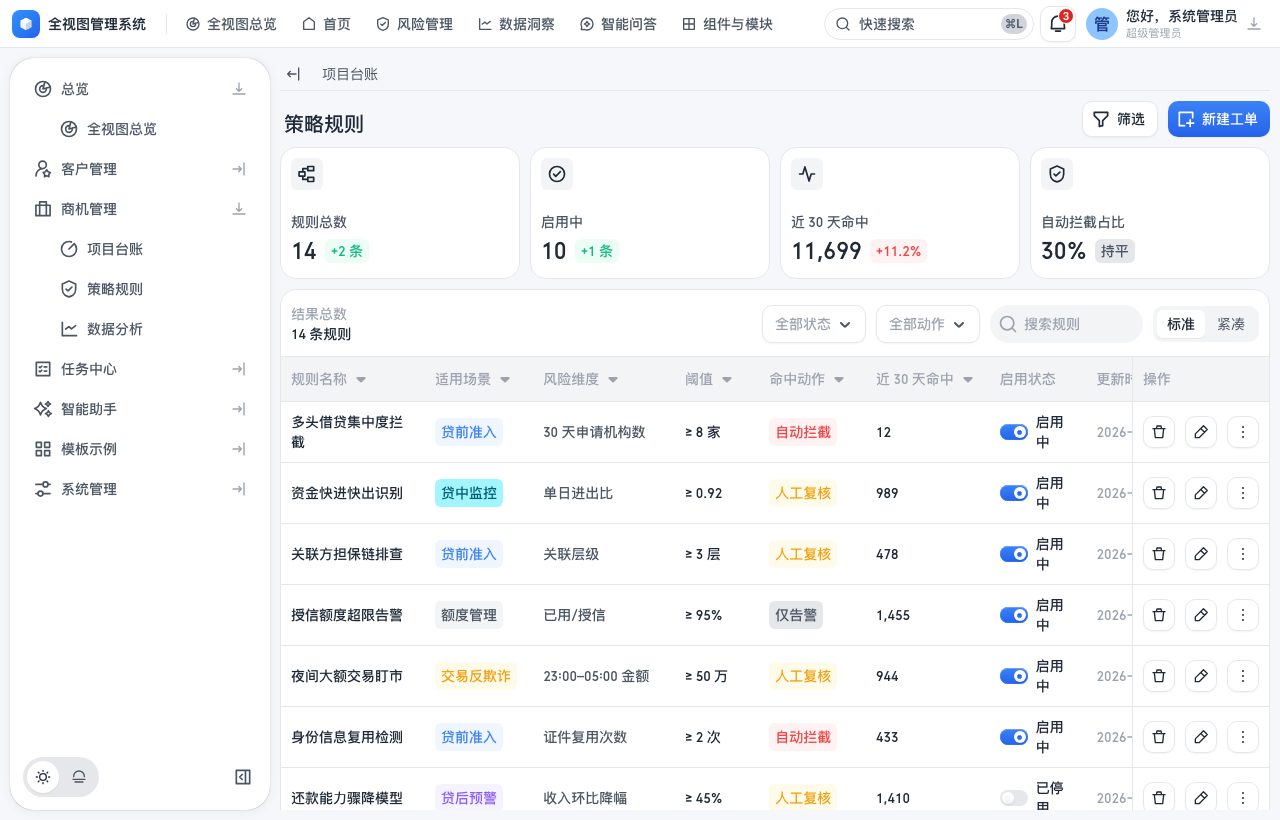 全视图管理系统
全视图总览
首页
风险管理
数据洞察
智能问答
组件与模块
快速搜索
⌘L
3
管
您好，系统管理员
超级管理员
总览
全视图总览
客户管理
商机管理
项目台账
策略规则
数据分析
任务中心
智能助手
模板示例
系统管理
项目台账
策略规则
筛选
新建工单
规则总数
14 +2 条
启用中
10 +1 条
近 30 天命中
11,699 +11.2%
自动拦截占比
30% 持平
结果总数
14 条规则
全部状态
全部动作
搜索规则
标准
紧凑
规则名称 适用场景 风险维度 阈值 命中动作 近 30 天命中 启用状态 更新时 操作
多头借贷集中度拦截 贷前准入 30 天申请机构数 ≥ 8 家 自动拦截 12 启用中 2026-
资金快进快出识别 贷中监控 单日进出比 ≥ 0.92 人工复核 989 启用中 2026-
关联方担保链排查 贷前准入 关联层级 ≥ 3 层 人工复核 478 启用中 2026-
授信额度超限告警 额度管理 已用/授信 ≥ 95% 仅告警 1,455 启用中 2026-
夜间大额交易盯市 交易反欺诈 23:00–05:00 金额 ≥ 50 万 人工复核 944 启用中 2026-
身份信息复用检测 贷前准入 证件复用次数 ≥ 2 次 自动拦截 433 启用中 2026-
还款能力骤降模型 贷后预警 收入环比降幅 ≥ 45% 人工复核 1,410 已停用 2026-